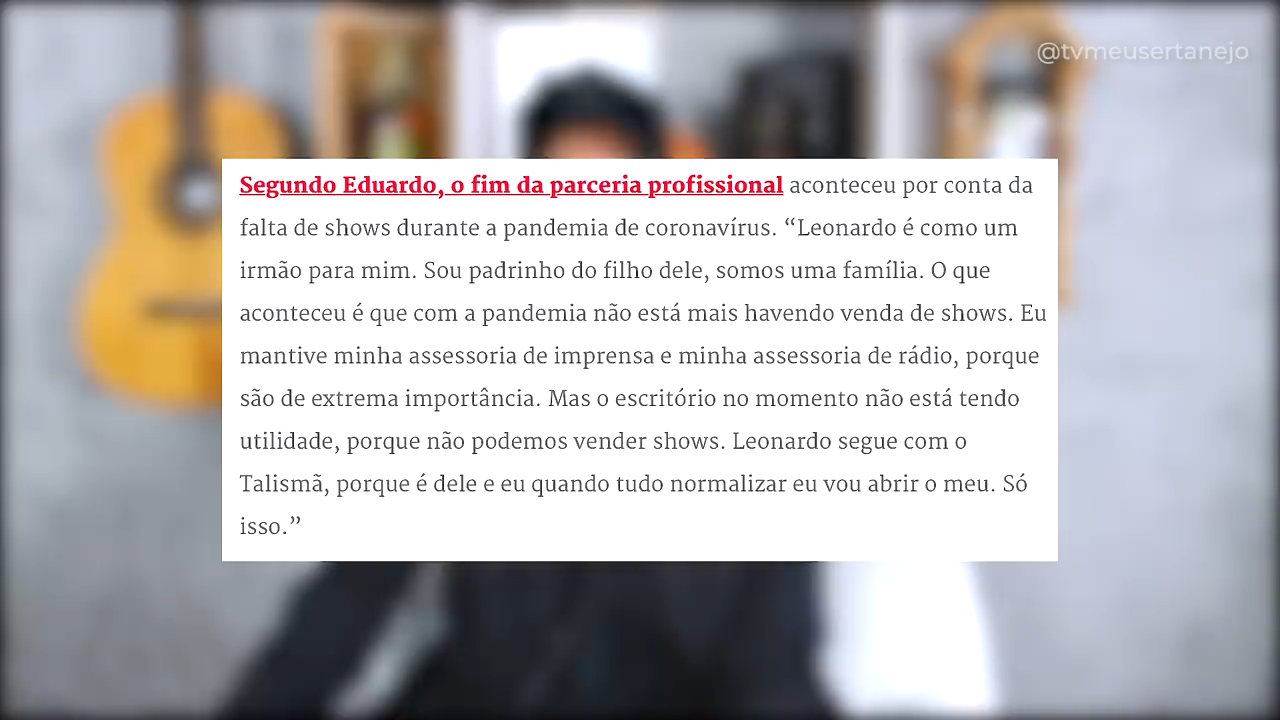 @tvmeusertanejo
Segundo Eduardo, o fim da parceria profissional aconteceu por conta da
falta de shows durante a pandemia de coronavírus. “Leonardo é como um
irmão para mim. Sou padrinho do filho dele, somos uma família. O que
aconteceu é que com a pandemia não está mais havendo venda de shows. Eu
mantive minha assessoria de imprensa e minha assessoria de rádio, porque
são de extrema importância. Mas o escritório no momento não está tendo
utilidade, porque não podemos vender shows. Leonardo segue com o
Talismã, porque é dele e eu quando tudo normalizar eu vou abrir o meu. Só
isso.”